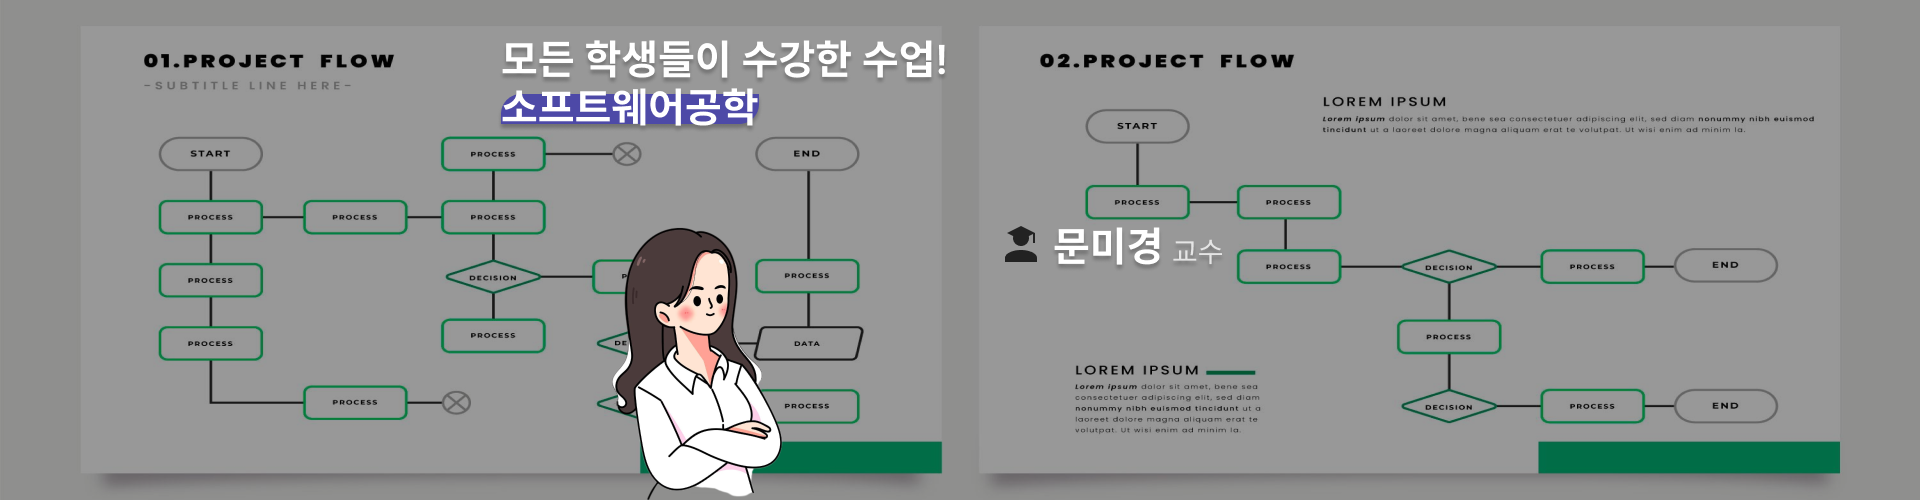 01.PROJECT FLOW
-SUBTITLE LINE HERE-
모든 학생들이 수강한 수업!
소프트웨어공학
START
PROCESS
END
PROCESS
PROCESS
PROCESS
DECISION
PROCESS
PROCESS
PROCESS
PROCESS
DATA
PROCESS
PROCESS
02.PROJECT FLOW
LOREM IPSUM
Lorem ipsum dolor sit amet, bene sea consectetuer adipiscing elit, sed diam nonummy nibh euismod
tincidunt ut a laoreet dolore magna aliquam erat te volutpat. Ut wisi enim ad minim la.
START
PROCESS
PROCESS
문미경 교수
PROCESS
DECISION
PROCESS
END
PROCESS
LOREM IPSUM
Lorem ipsum dolor sit amet, bene sea
consectetuer adipiscing elit, sed diam
nonummy nibh euismod tincidunt ut a
laoreet dolore magna aliquam erat te
volutpat. Ut wisi enim ad minim la.
DECISION
PROCESS
END